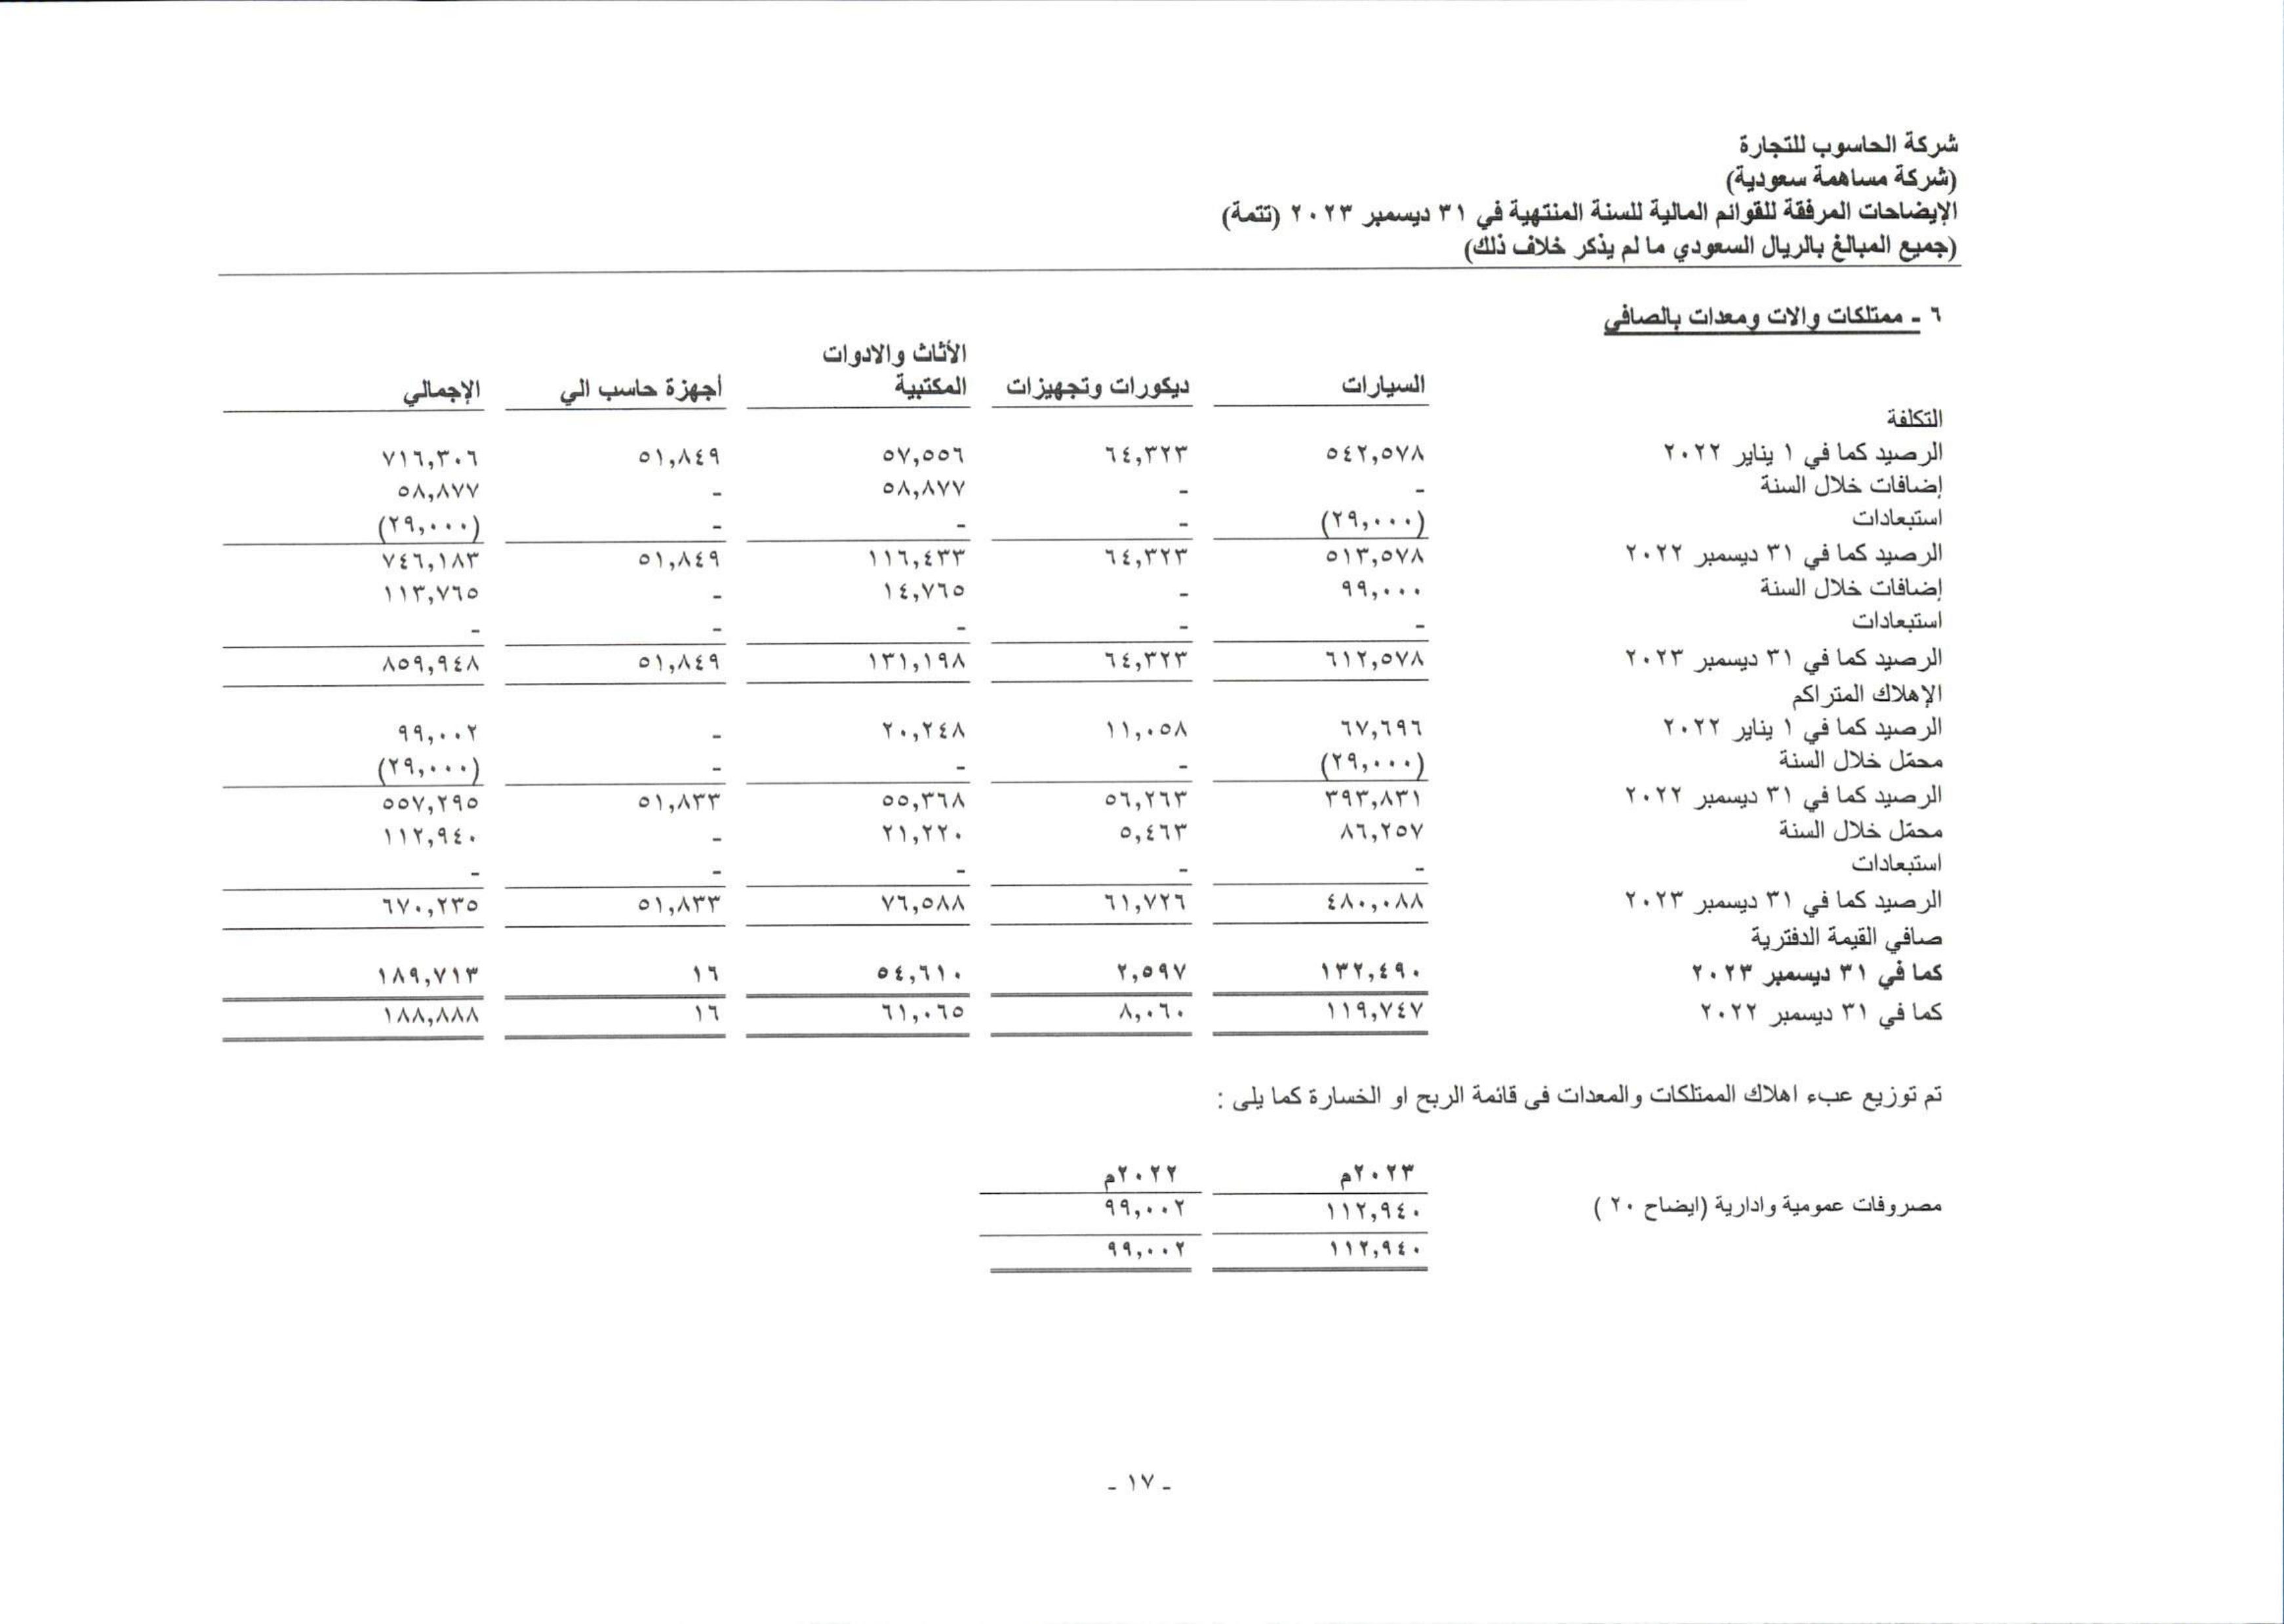 شركة الحاسوب للتجارة
(شركة مساهمة سعودية)
الإيضاحات المرفقة للقوائم المالية للسنة المنتهية في ٣١ ديسمبر ٢٠٢٣ (تتمة)
(جميع المبالغ بالريال السعودي ما لم يذكر خلاف ذلك)
٦ - ممتلكات والات ومعدات بالصافي
السيارات ديكورات وتجهيزات الأثاث والادوات المكتبية أجهزة حاسب الي الإجمالي
التكلفة
الرصيد كما في ١ يناير ٢٠٢٢ ٥٤٢,٥٧٨ ٦٤,٣٢٣ ٥٧,٥٥٦ ٥١,٨٤٩ ٧١٦,٣٠٦
إضافات خلال السنة - - ٥٨,٨٧٧ - ٥٨,٨٧٧
استبعادات (٢٩,٠٠٠) - - - (٢٩,٠٠٠)
الرصيد كما في ٣١ ديسمبر ٢٠٢٢ ٥١٣,٥٧٨ ٦٤,٣٢٣ ١١٦,٤٣٣ ٥١,٨٤٩ ٧٤٦,١٨٣
إضافات خلال السنة ٩٩,٠٠٠ - ١٤,٧٦٥ - ١١٣,٧٦٥
استبعادات - - - - -
الرصيد كما في ٣١ ديسمبر ٢٠٢٣ ٦١٢,٥٧٨ ٦٤,٣٢٣ ١٣١,١٩٨ ٥١,٨٤٩ ٨٥٩,٩٤٨
الإهلاك المتراكم
الرصيد كما في ١ يناير ٢٠٢٢ ٦٧,٦٩٦ ١١,٠٥٨ ٢٠,٢٤٨ - ٩٩,٠٠٢
محمّل خلال السنة (٢٩,٠٠٠) - - - (٢٩,٠٠٠)
الرصيد كما في ٣١ ديسمبر ٢٠٢٢ ٣٩٣,٨٣١ ٥٦,٢٦٣ ٥٥,٣٦٨ ٥١,٨٣٣ ٥٥٧,٢٩٥
محمّل خلال السنة ٨٦,٢٥٧ ٥,٤٦٣ ٢١,٢٢٠ - ١١٢,٩٤٠
استبعادات - - - - -
الرصيد كما في ٣١ ديسمبر ٢٠٢٣ ٤٨٠,٠٨٨ ٦١,٧٢٦ ٧٦,٥٨٨ ٥١,٨٣٣ ٦٧٠,٢٣٥
صافي القيمة الدفترية
كما في ٣١ ديسمبر ٢٠٢٣ ١٣٢,٤٩٠ ٢,٥٩٧ ٥٤,٦١٠ ١٦ ١٨٩,٧١٣
كما في ٣١ ديسمبر ٢٠٢٢ ١١٩,٧٤٧ ٨,٠٦٠ ٦١,٠٦٥ ١٦ ١٨٨,٨٨٨
تم توزيع عبء اهلاك الممتلكات والمعدات فى قائمة الربح او الخسارة كما يلى :
٢٠٢٣م ٢٠٢٢م
مصروفات عمومية وادارية (ايضاح ٢٠ ) ١١٢,٩٤٠ ٩٩,٠٠٢
١١٢,٩٤٠ ٩٩,٠٠٢
- ١٧ -